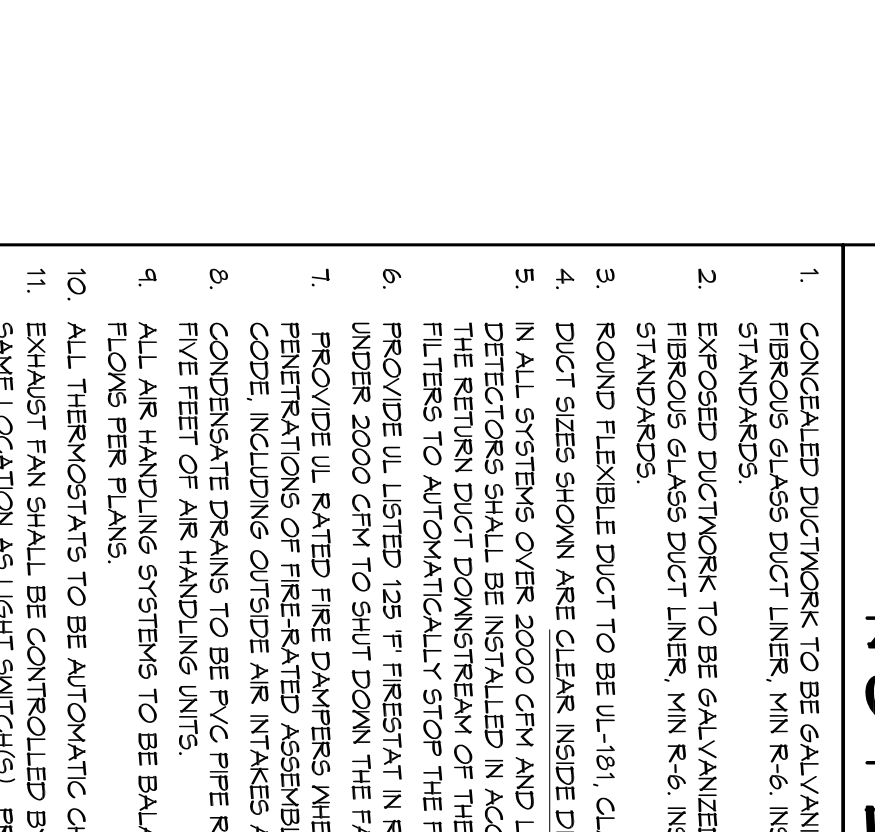 1. CONCEALED DUCTWORK TO BE GALVANI
FIBROUS GLASS DUCT LINER, MIN R-6. INS
STANDARDS.
2. EXPOSED DUCTWORK TO BE GALVANIZE
FIBROUS GLASS DUCT LINER, MIN R-6. INS
STANDARDS.
3. ROUND FLEXIBLE DUCT TO BE UL-181, CL
4. DUCT SIZES SHOWN ARE CLEAR INSIDE D
5. IN ALL SYSTEMS OVER 2000 CFM AND L
DETECTORS SHALL BE INSTALLED IN ACC
THE RETURN DUCT DOWNSTREAM OF THE
FILTERS TO AUTOMATICALLY STOP THE F
6. PROVIDE UL LISTED 125 'F' FIRESTAT IN R
UNDER 2000 CFM TO SHUT DOWN THE FA
7. PROVIDE UL RATED FIRE DAMPERS WHE
PENETRATIONS OF FIRE-RATED ASSEMBL
CODE, INCLUDING OUTSIDE AIR INTAKES A
8. CONDENSATE DRAINS TO BE PVC PIPE R
FIVE FEET OF AIR HANDLING UNITS.
9. ALL AIR HANDLING SYSTEMS TO BE BALA
FLOWS PER PLANS.
10. ALL THERMOSTATS TO BE AUTOMATIC CH
11. EXHAUST FAN SHALL BE CONTROLLED B
SAME LOCATION AS LIGHT SWITCH(S)